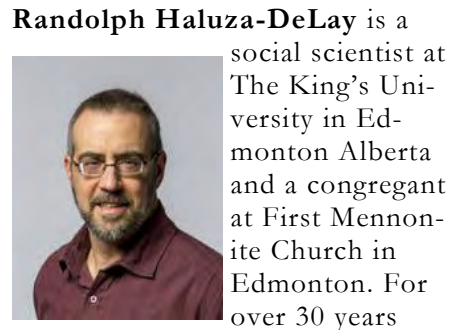 Randolph Haluza-DeLay is a
social scientist at
The King's Uni-
versity in Ed-
monton Alberta
and a congregant
at First Mennon-
ite Church in
Edmonton. For
over 30 years